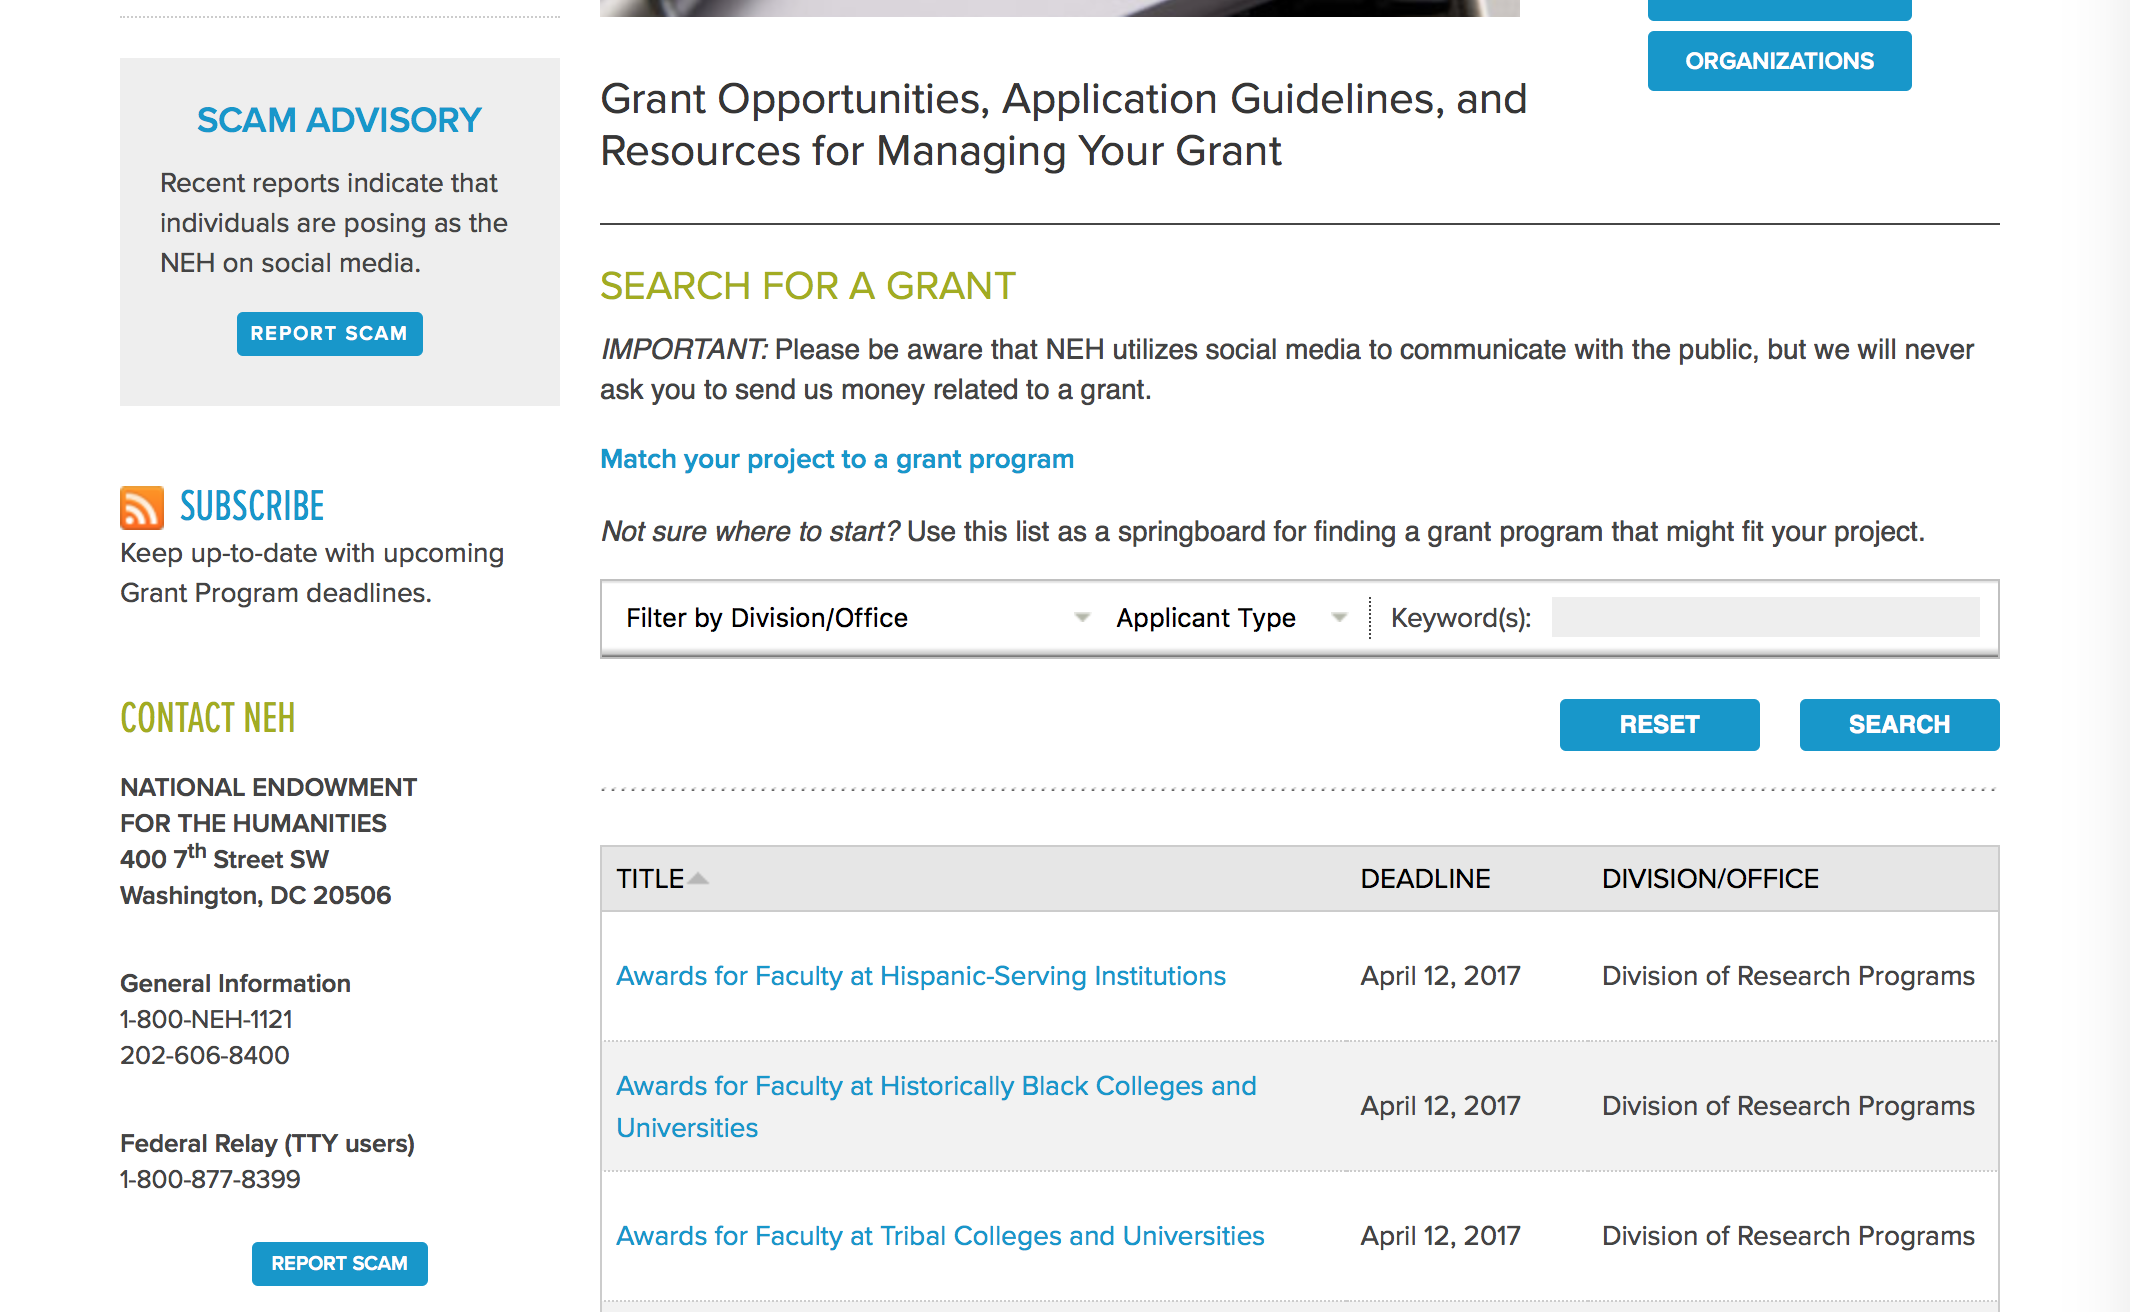 SCAM ADVISORY
Recent reports indicate that
individuals are posing as the
NEH on social media.
REPORT SCAM
SUBSCRIBE
Keep up-to-date with upcoming
Grant Program deadlines.
CONTACT NEH
NATIONAL ENDOWMENT
FOR THE HUMANITIES
400 7th Street SW
Washington, DC 20506
General Information
1-800-NEH-1121
202-606-8400
Federal Relay (TTY users)
1-800-877-8399
REPORT SCAM
Grant Opportunities, Application Guidelines, and
Resources for Managing Your Grant
ORGANIZATIONS
SEARCH FOR A GRANT
IMPORTANT: Please be aware that NEH utilizes social media to communicate with the public, but we will never
ask you to send us money related to a grant.
Match your project to a grant program
Not sure where to start? Use this list as a springboard for finding a grant program that might fit your project.
Filter by Division/Office Applicant Type Keyword(s):
RESET SEARCH
TITLE DEADLINE DIVISION/OFFICE
Awards for Faculty at Hispanic-Serving Institutions April 12, 2017 Division of Research Programs
Awards for Faculty at Historically Black Colleges and
Universities April 12, 2017 Division of Research Programs
Awards for Faculty at Tribal Colleges and Universities April 12, 2017 Division of Research Programs